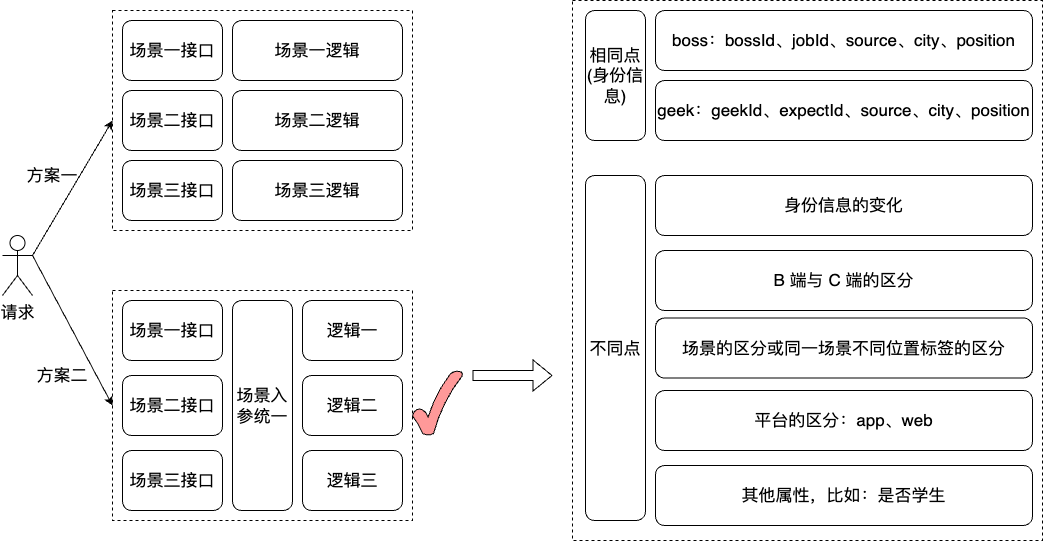 场景一接口
场景一逻辑
场景二接口
场景二逻辑
场景三接口
场景三逻辑
方案一
请求
方案二
场景一接口
场景二接口
场景三接口
场景入
参统一
逻辑一
逻辑二
逻辑三
相同点
(身份信
息)
boss：bossId、jobId、source、city、position
geek：geekId、expectId、source、city、position
不同点
身份信息的变化
B 端与 C 端的区分
场景的区分或同一场景不同位置标签的区分
平台的区分：app、web
其他属性，比如：是否学生